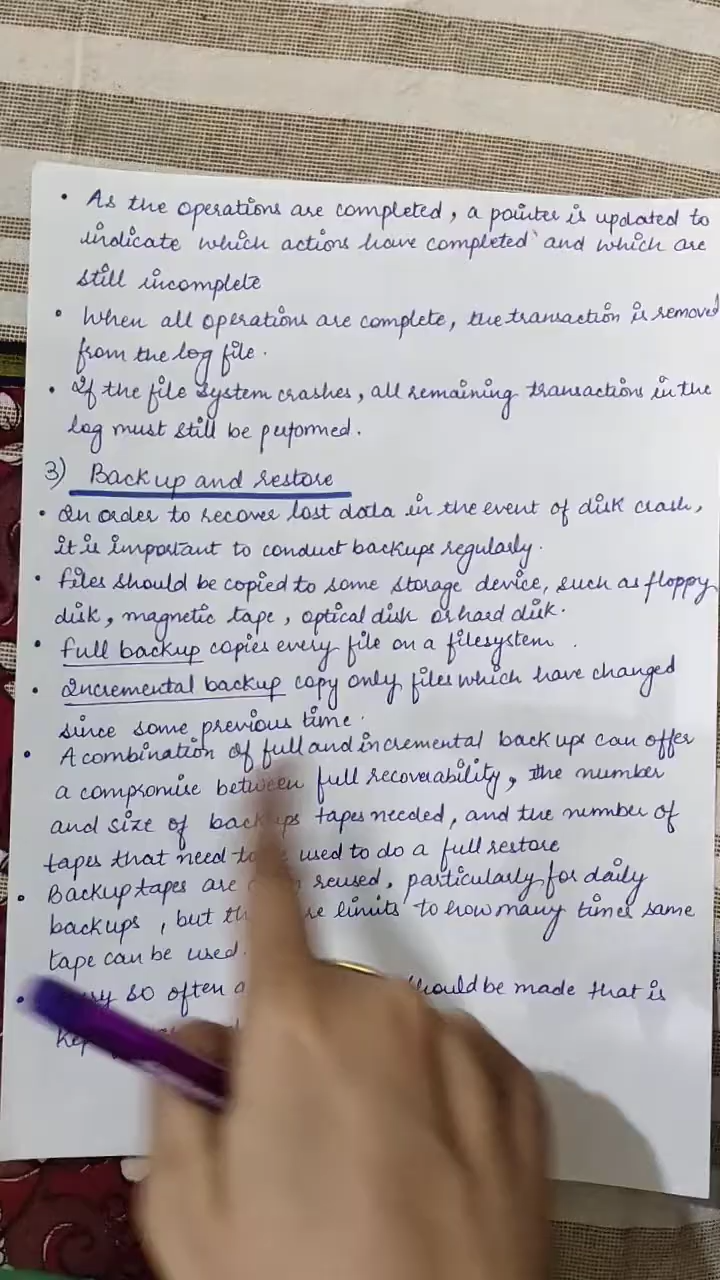 • As the operations are completed, a pointer is updated to
indicate which actions have completed and which are
still incomplete
• When all operations are complete, the transaction is removed
from the log file.
• If the file system crashes, all remaining transactions in the
log must still be performed.
3) Backup and restore
• In order to recover lost data in the event of disk crash,
it is important to conduct backups regularly.
• Files should be copied to some storage device, such as floppy
disk, magnetic tape, optical disk or hard disk.
• Full backup copies every file on a filesystem.
• Incremental backup copy only files which have changed
since some previous time.
• A combination of full and incremental backups can offer
a compromise between full recoverability, the number
and size of backups tapes needed, and the number of
tapes that need to used to do a full restore
• Backup tapes are reused, particularly for daily
backups, but limits to how many times same
tape can be used.
• so often should be made that is